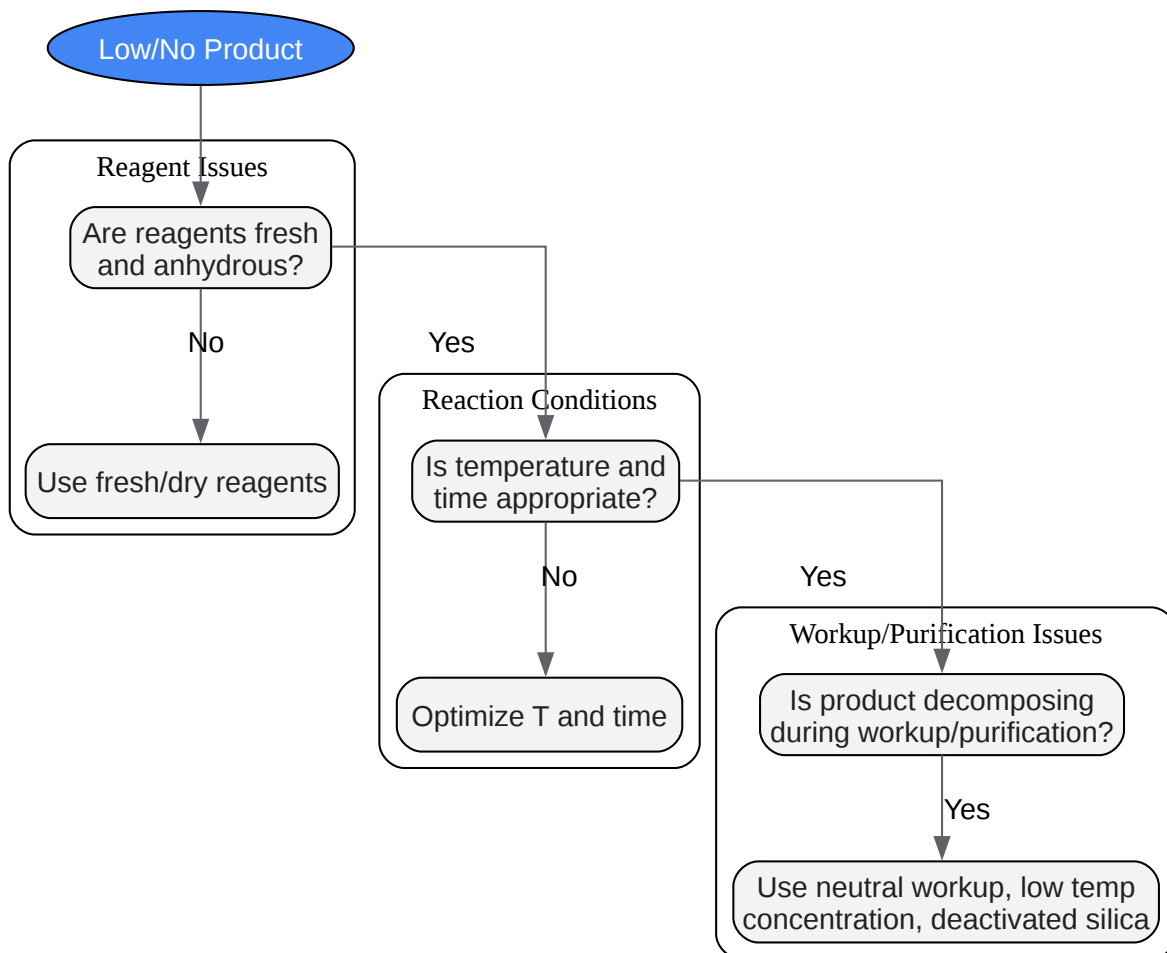 Low/No Product
Reagent Issues
Are reagents fresh
and anhydrous?
No
Yes
Use fresh/dry reagents
Reaction Conditions
Is temperature and
time appropriate?
No
Yes
Optimize T and time
Workup/Purification Issues
Is product decomposing
during workup/purification?
Yes
Use neutral workup, low temp
concentration, deactivated silica